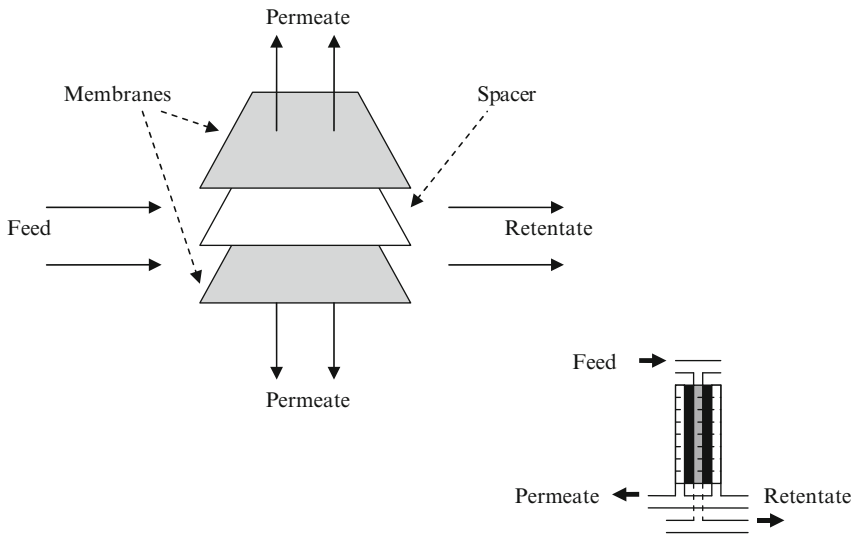 Permeate
Membranes
Spacer
Feed
Retentate
Permeate
Feed
Permeate
Retentate